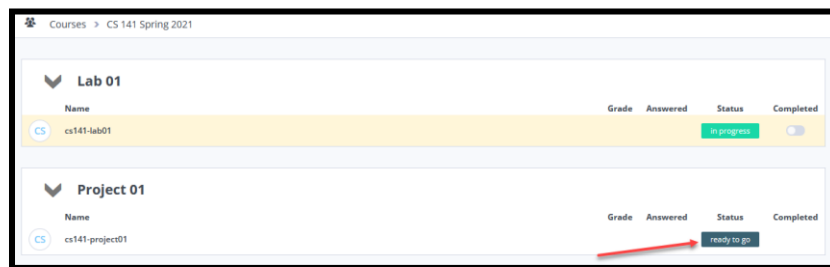 Courses > CS 141 Spring 2021
Lab 01
Name Grade Answered Status Completed
CS cs141-lab01 In progress
Project 01
Name Grade Answered Status Completed
CS cs141-project01 ready to go